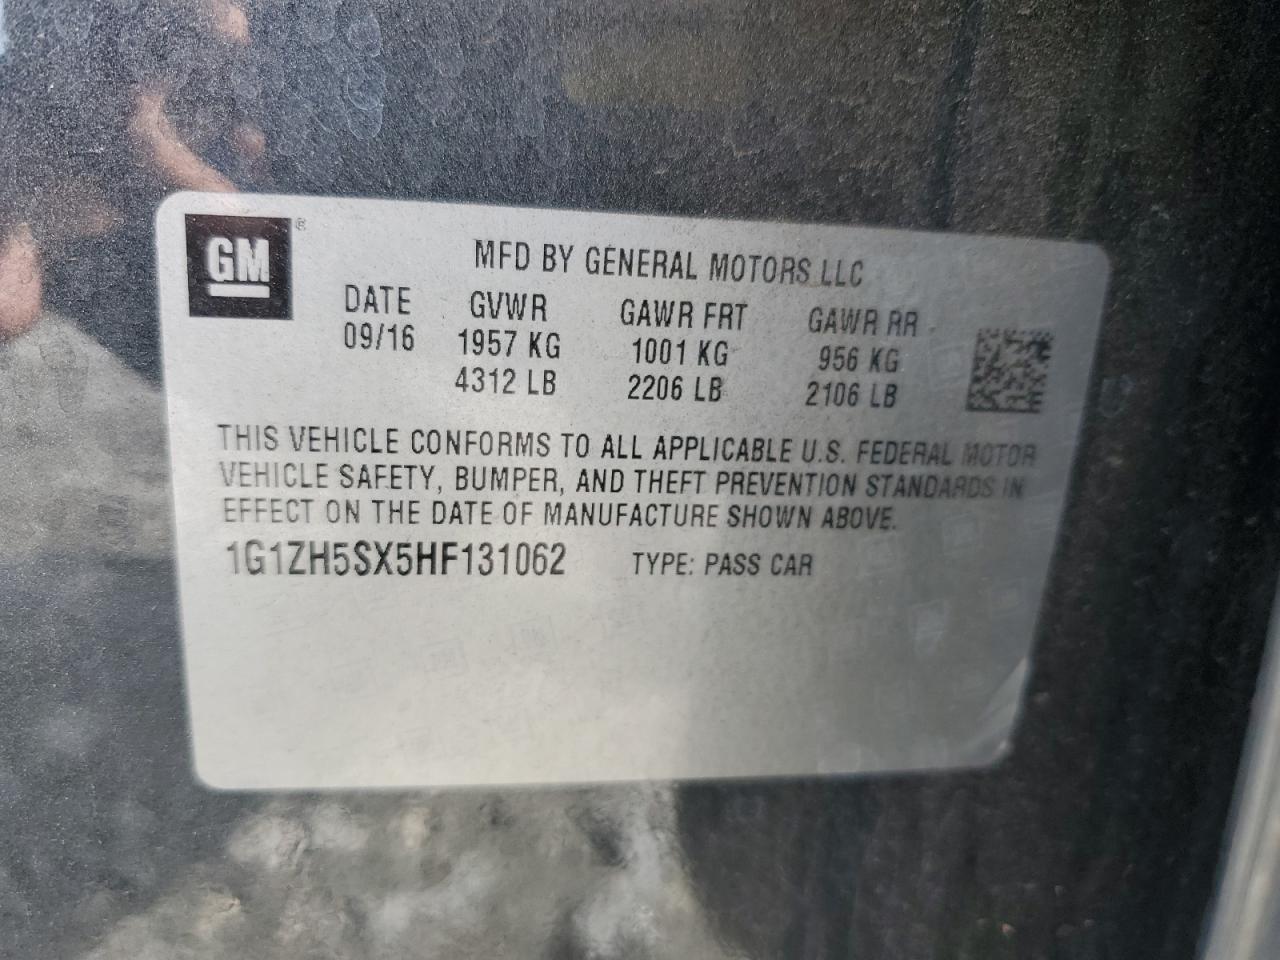 GM ®
MFD BY GENERAL MOTORS LLC
DATE GVWR GAWR FRT GAWR RR
09/16 1957 KG 1001 KG 956 KG
4312 LB 2206 LB 2106 LB
THIS VEHICLE CONFORMS TO ALL APPLICABLE U.S. FEDERAL MOTOR
VEHICLE SAFETY, BUMPER, AND THEFT PREVENTION STANDARDS IN
EFFECT ON THE DATE OF MANUFACTURE SHOWN ABOVE.
1G1ZH5SX5HF131062 TYPE: PASS CAR